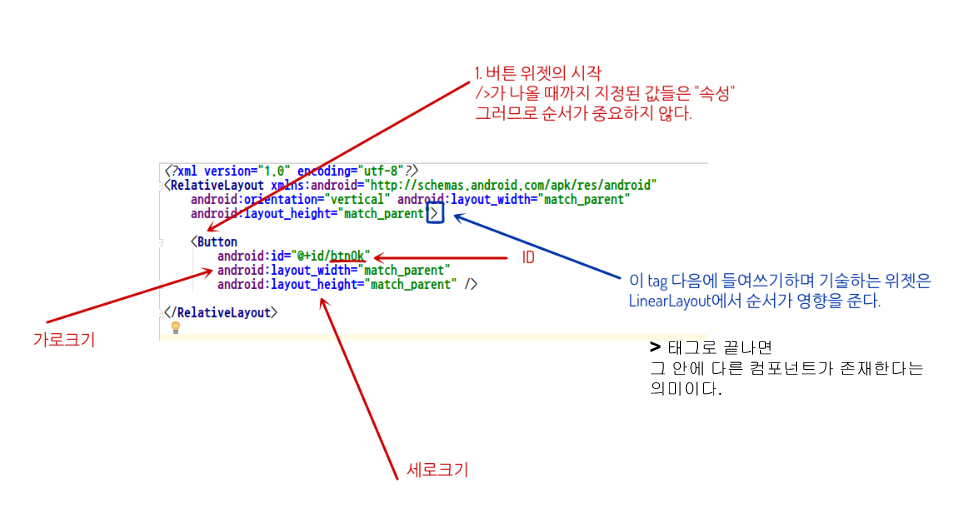 1. 버튼 위젯의 시작
/>가 나올 때까지 지정된 값들은 "속성"
그러므로 순서가 중요하지 않다.
<?xml version="1.0" encoding="utf-8"?>
<RelativeLayout xmlns:android="http://schemas.android.com/apk/res/android"
android:orientation="vertical" android:layout_width="match_parent"
android:layout_height="match_parent">
<Button
android:id="@+id/btnOk"
ID
android:layout_width="match_parent"
android:layout_height="match_parent" />
이 tag 다음에 들여쓰기하며 기술하는 위젯은
LinearLayout에서 순서가 영향을 준다.
</RelativeLayout>
가로크기
> 태그로 끝나면
그 안에 다른 컴포넌트가 존재한다는
의미이다.
세로크기